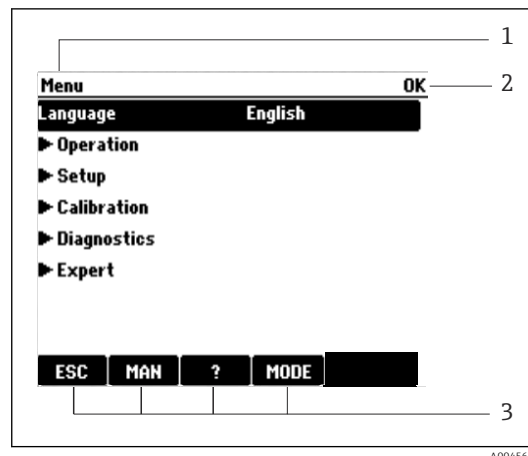 1
Menu OK
2
Language English
Operation
Setup
Calibration
Diagnostics
Expert
ESC MAN ? MODE
3